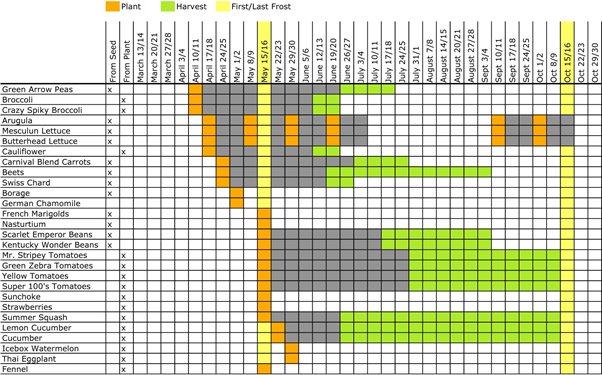 Plant Harvest First/Last Frost
From Seed
From Plant
March 13/14
March 20/21
March 27/28
April 3/4
April 10/11
April 17/18
April 24/25
May 1/2
May 8/9
May 15/16
May 22/23
May 29/30
June 5/6
June 12/13
June 19/20
June 26/27
July 3/4
July 10/11
July 17/18
July 24/25
July 31/1
August 7/8
August 14/15
August 20/21
August 27/28
Sept 3/4
Sept 10/11
Sept 17/18
Sept 24/25
Oct 1/2
Oct 8/9
Oct 15/16
Oct 22/23
Oct 29/30
Green Arrow Peas x
Broccoli x
Crazy Spiky Broccoli x
Arugula x
Mesculun Lettuce x
Butterhead Lettuce x
Cauliflower x
Carnival Blend Carrots x
Beets x
Swiss Chard x
Borage x
German Chamomile
French Marigolds x
Nasturtium x
Scarlet Emperor Beans x
Kentucky Wonder Beans x
Mr. Stripey Tomatoes x
Green Zebra Tomatoes x
Yellow Tomatoes x
Super 100's Tomatoes x
Sunchoke x
Strawberries x
Summer Squash x
Lemon Cucumber x
Cucumber x
Icebox Watermelon x
Thai Eggplant x
Fennel x